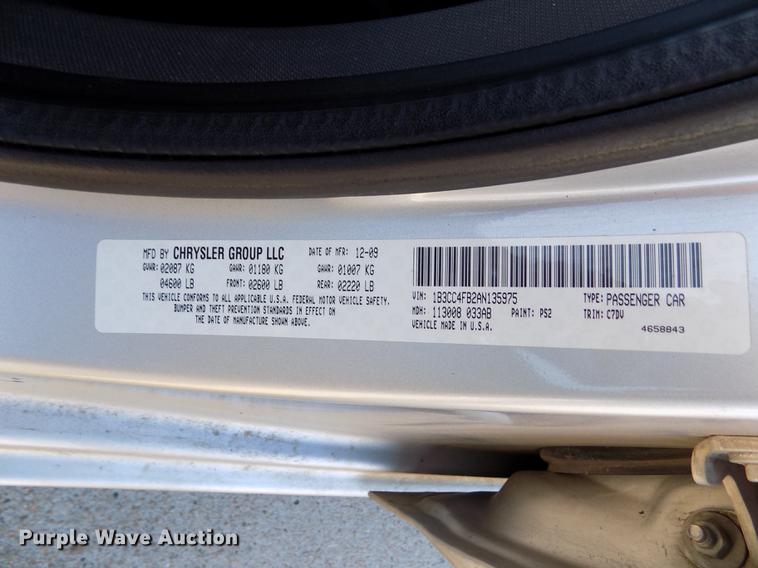 MFD BY CHRYSLER GROUP LLC DATE OF MFR: 12-09
GVWR: 02087 KG GAWR: 01180 KG GAWR: 01007 KG
04600 LB FRONT: 02600 LB REAR: 02220 LB
THIS VEHICLE CONFORMS TO ALL APPLICABLE U.S.A. FEDERAL MOTOR VEHICLE SAFETY,
BUMPER AND THEFT PREVENTION STANDARDS IN EFFECT ON
THE DATE OF MANUFACTURE SHOWN ABOVE.
VIN: 1B3CC4FB2AN135975 TYPE: PASSENGER CAR
MDH: 113008 033AB PAINT: PS2 TRIM: C7DV
VEHICLE MADE IN U.S.A. 4658843
Purple Wave Auction